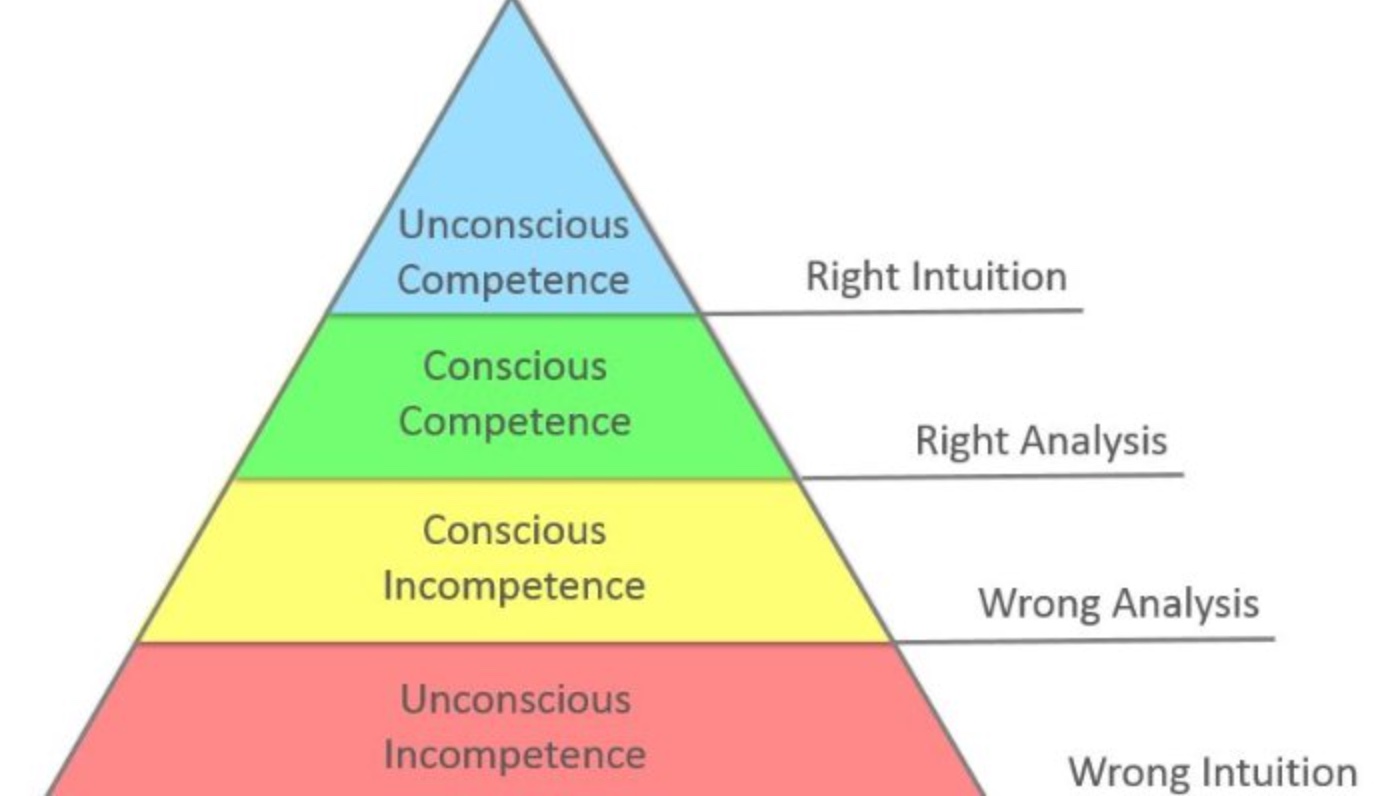 Unconscious
Competence
Right Intuition
Conscious
Competence
Right Analysis
Conscious
Incompetence
Wrong Analysis
Unconscious
Incompetence
Wrong Intuition